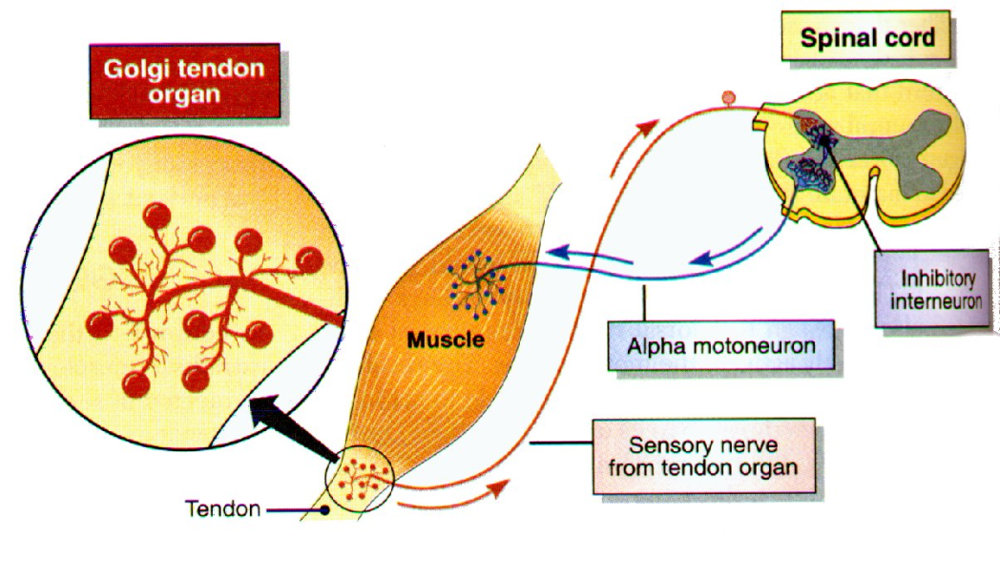 Golgi tendon
organ
Spinal cord
Inhibitory
interneuron
Muscle
Alpha motoneuron
Sensory nerve
from tendon organ
Tendon